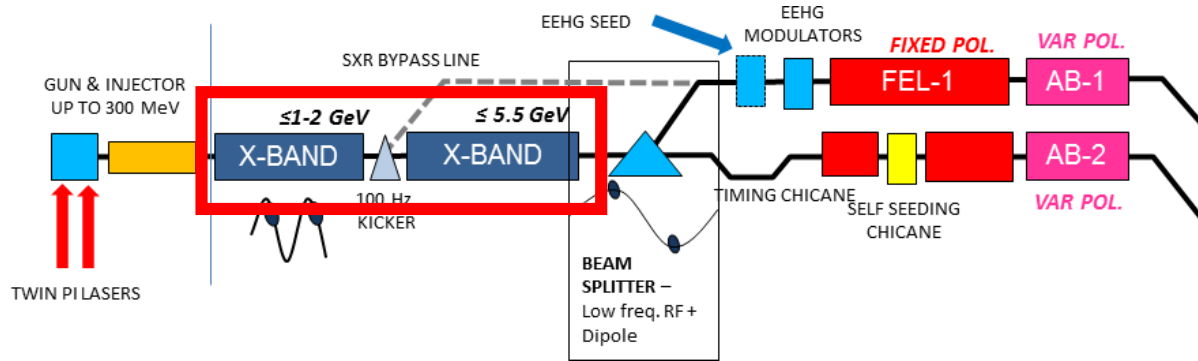 EEHG SEED
EEHG
MODULATORS
SXR BYPASS LINE
FIXED POL.
VAR POL.
GUN & INJECTOR
UP TO 300 MeV
≤1-2 GeV
≤ 5.5 GeV
FEL-1
AB-1
X-BAND
X-BAND
AB-2
100 Hz
KICKER
TIMING CHICANE
SELF SEEDING
CHICANE
VAR POL.
TWIN PI LASERS
BEAM
SPLITTER –
Low freq. RF +
Dipole